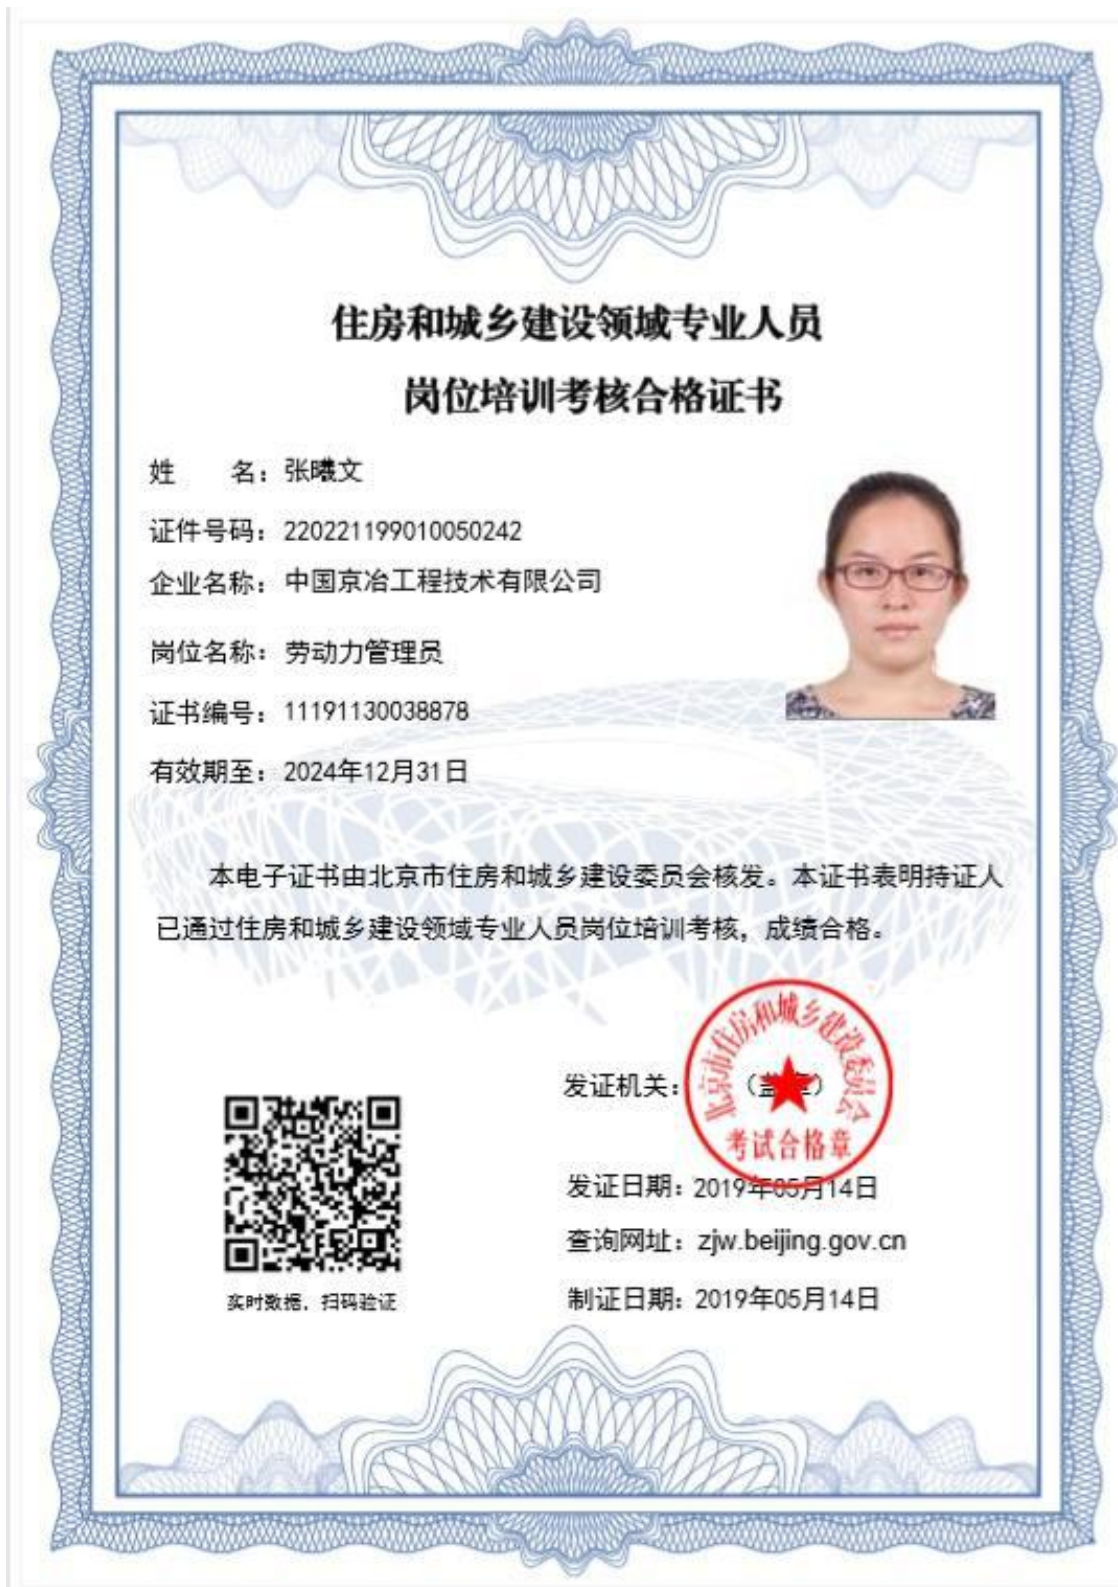 住房和城乡建设领域专业人员
岗位培训考核合格证书
姓 名：张曦文
证件号码：220221199010050242
企业名称：中国京冶工程技术有限公司
岗位名称：劳动力管理员
证书编号：11191130038878
有效期至：2024年12月31日
本电子证书由北京市住房和城乡建设委员会核发。本证书表明持证人
已通过住房和城乡建设领域专业人员岗位培训考核，成绩合格。
发证机关：（盖章）
北京市住房和城乡建设委员会
考试合格章
发证日期：2019年05月14日
查询网址：zjw.beijing.gov.cn
制证日期：2019年05月14日
实时数据，扫码验证